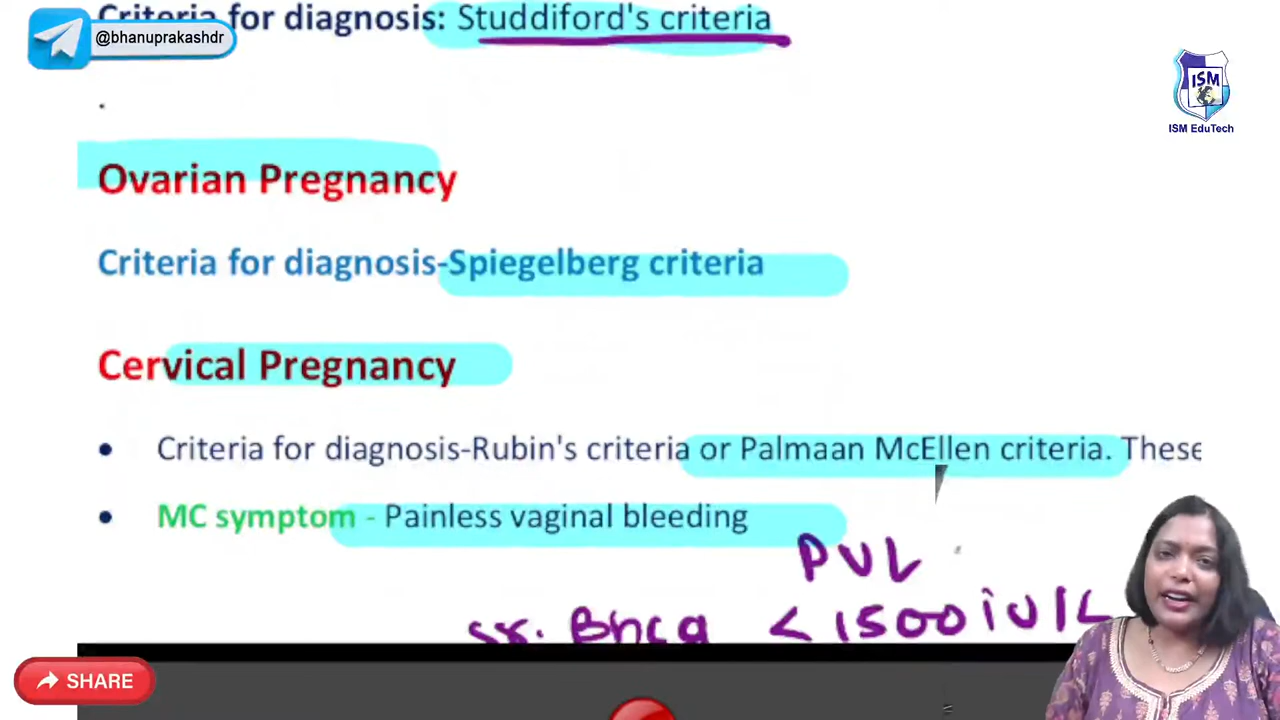 Criteria for diagnosis: Studdiford's criteria
@bhanuprakashdr
ISM
ISM EduTech
Ovarian Pregnancy
Criteria for diagnosis-Spiegelberg criteria
Cervical Pregnancy
• Criteria for diagnosis-Rubin's criteria or Palmaan McEllen criteria. These
• MC symptom - Painless vaginal bleeding
PUL
sr. Bhcg < 1500 iU/L
SHARE